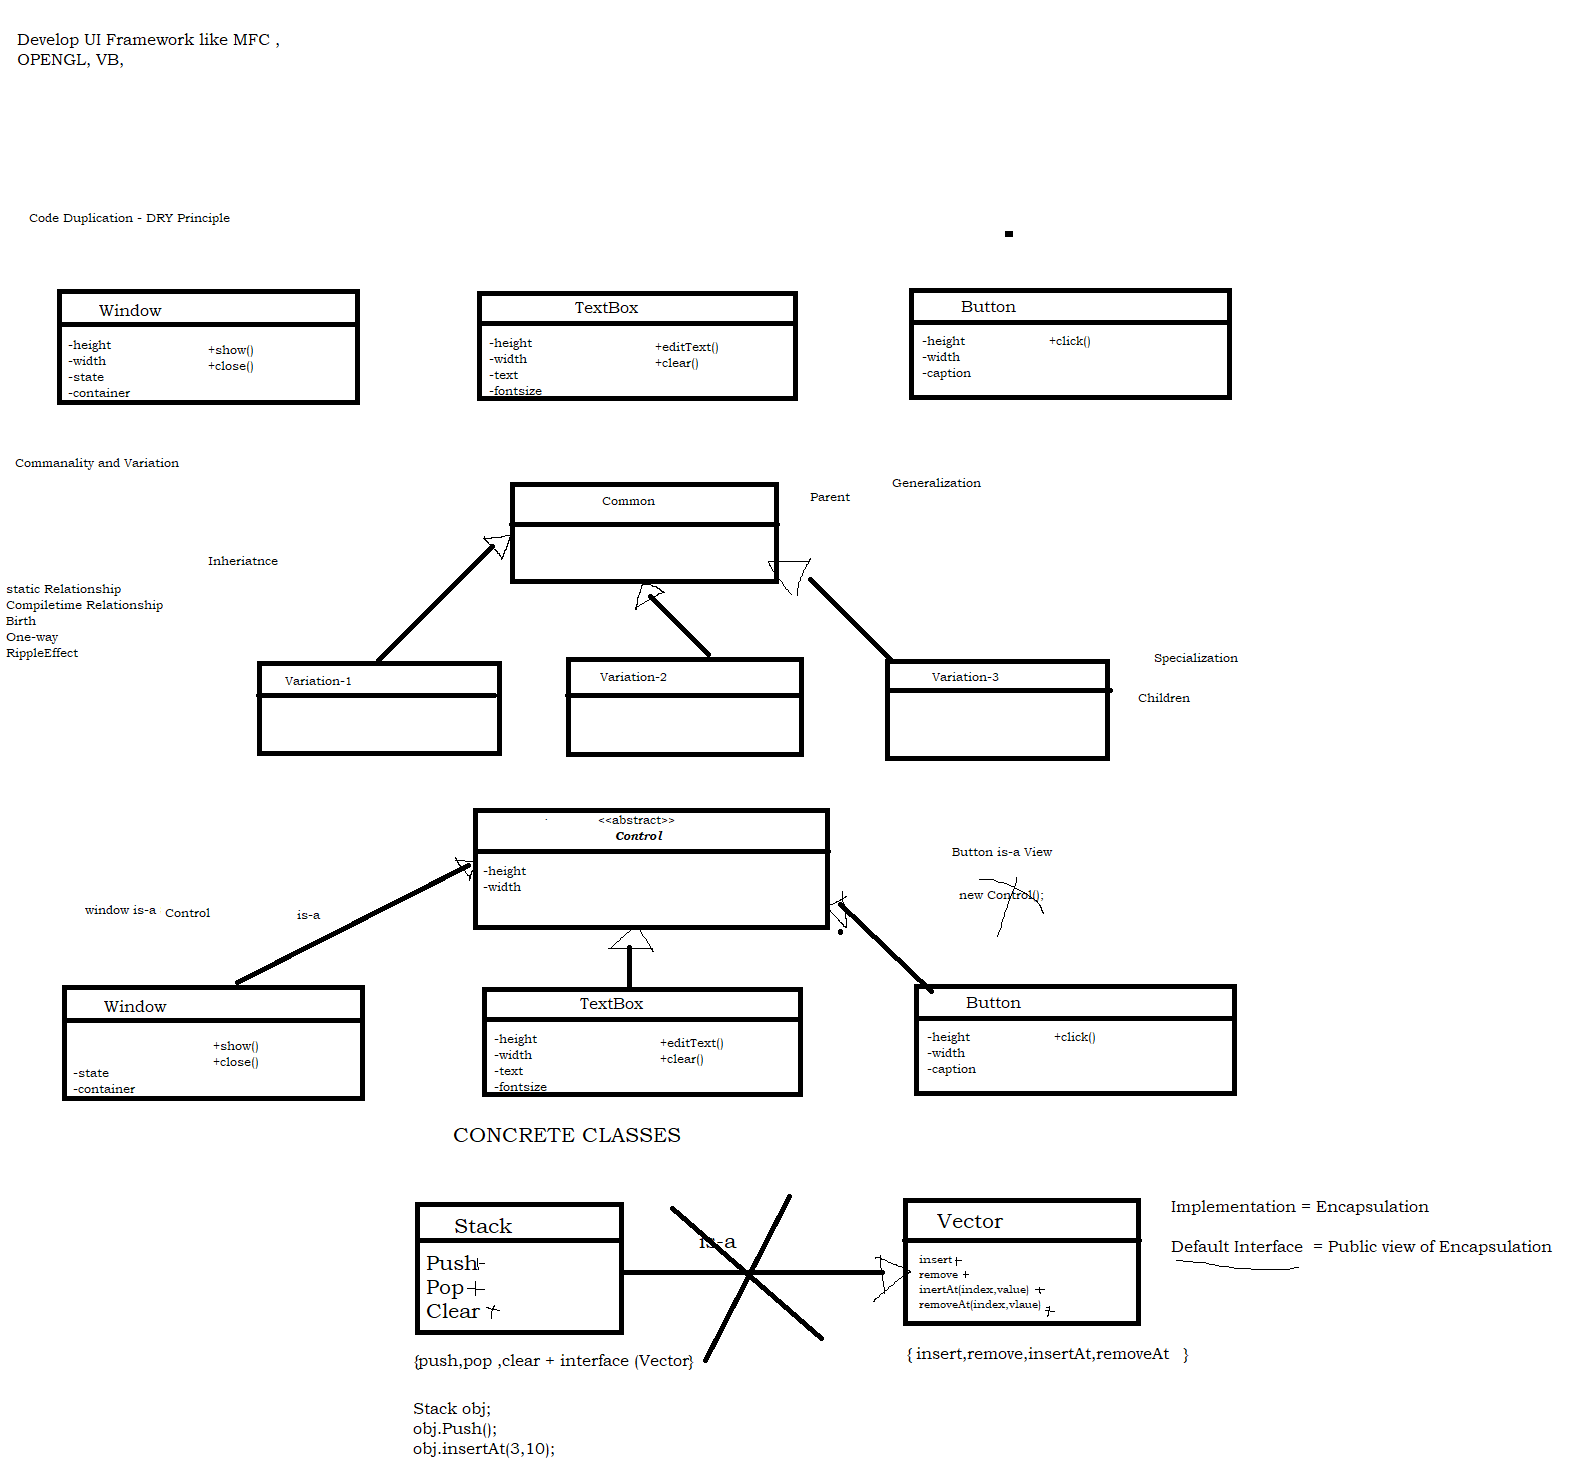 Develop UI Framework like MFC ,
OPENGL, VB,
Code Duplication - DRY Principle
Window
-height
-width
-state
-container
+show()
+close()
TextBox
-height
-width
-text
-fontsize
+editText()
+clear()
Button
-height
-width
-caption
+click()
Commanality and Variation
Common
Parent
Generalization
Inheriatnce
static Relationship
Compiletime Relationship
Birth
One-way
RippleEffect
Variation-1
Variation-2
Variation-3
Specialization
Children
<<abstract>>
Control
-height
-width
Button is-a View
new Control();
window is-a Control
is-a
Window
+show()
+close()
-state
-container
TextBox
-height
-width
-text
-fontsize
+editText()
+clear()
Button
-height
-width
-caption
+click()
CONCRETE CLASSES
Stack
Push+
Pop+
Clear +
is-a
Vector
insert +
remove +
inertAt(index,value) +
removeAt(index,vlaue) +
Implementation = Encapsulation
Default Interface = Public view of Encapsulation
{push,pop ,clear + interface (Vector}
{ insert,remove,insertAt,removeAt }
Stack obj;
obj.Push();
obj.insertAt(3,10);